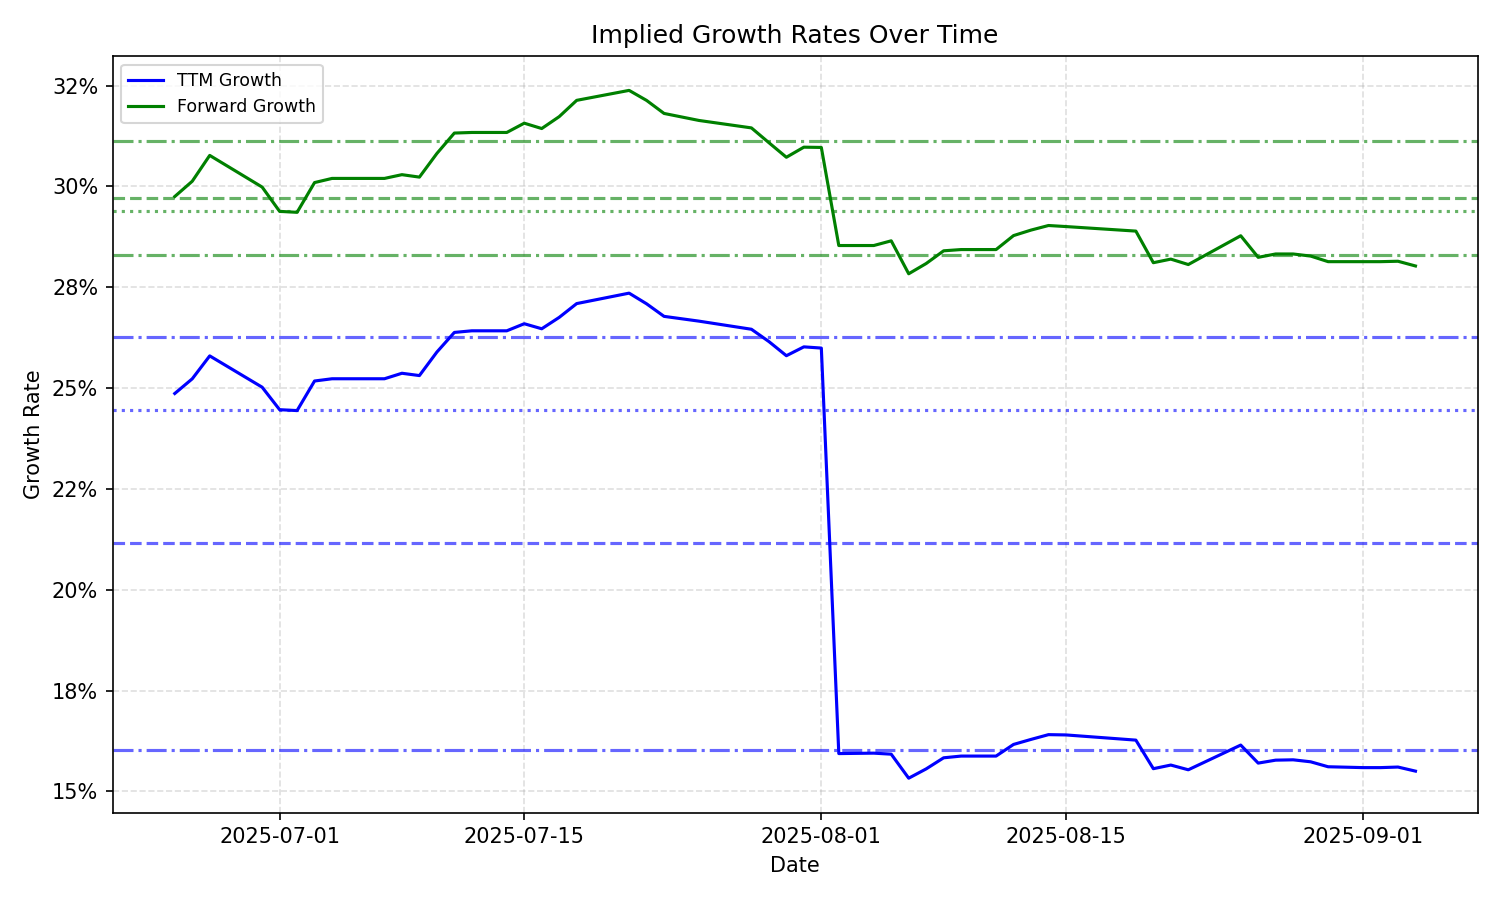 Implied Growth Rates Over Time
TTM Growth
Forward Growth
32%
30%
28%
25%
22%
20%
18%
15%
Growth Rate
2025-07-01
2025-07-15
2025-08-01
2025-08-15
2025-09-01
Date